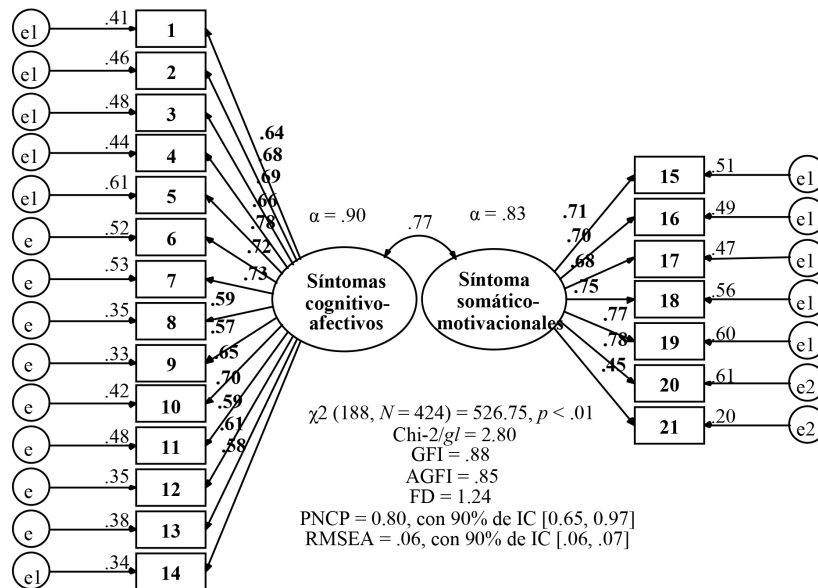 e1 .41 1
e1 .46 2
e1 .48 3
e1 .44 4
e1 .61 5
e .52 6
e .53 7
e .35 8
e .33 9
e .42 10
e .48 11
e .35 12
e .38 13
e1 .34 14
.64
.68
.69
.66
.78
.72
.73
.59
.57
.65
.70
.59
.61
.58
α = .90
.77
α = .83
Síntomas
cognitivo-
afectivos
Síntoma
somático-
motivacionales
.71
.70
.68
.75
.77
.78
.45
15 .51 e1
16 .49 e1
17 .47 e1
18 .56 e1
19 .60 e1
20 .61 e2
21 .20 e2
χ2 (188, N = 424) = 526.75, p < .01
Chi-2/gl = 2.80
GFI = .88
AGFI = .85
FD = 1.24
PNCP = 0.80, con 90% de IC [0.65, 0.97]
RMSEA = .06, con 90% de IC [.06, .07]